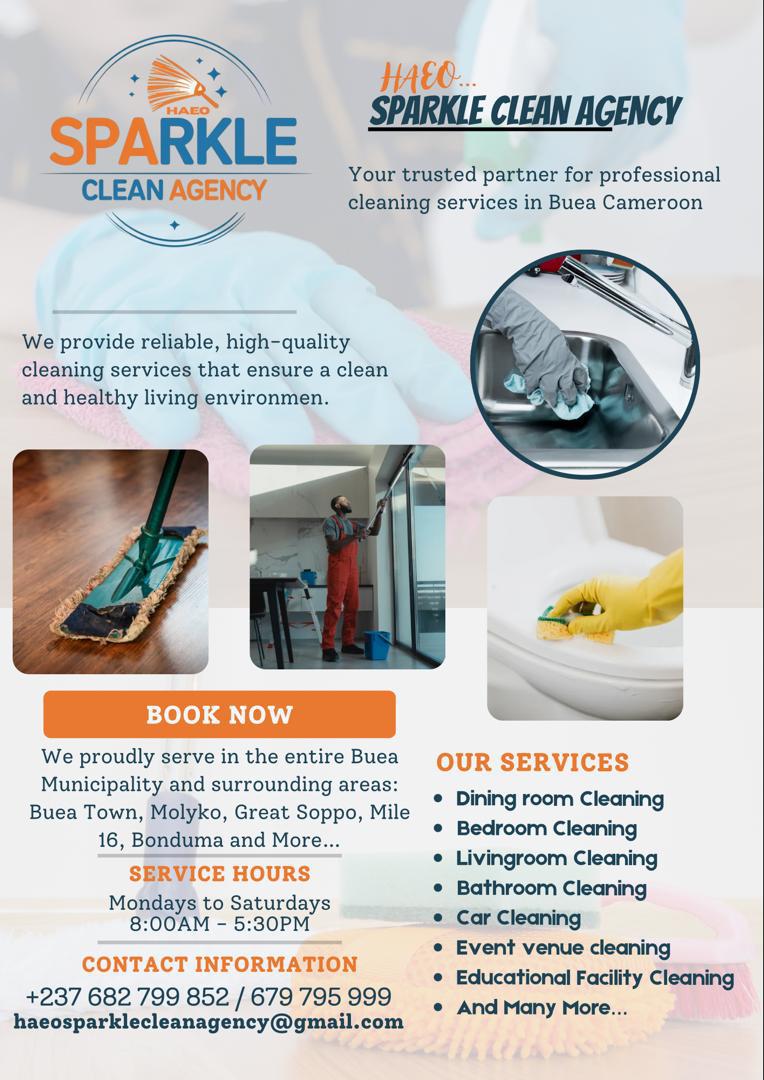 HAEO
SPARKLE
CLEAN AGENCY
HAEO...
SPARKLE CLEAN AGENCY
Your trusted partner for professional
cleaning services in Buea Cameroon
We provide reliable, high-quality
cleaning services that ensure a clean
and healthy living environmen.
BOOK NOW
We proudly serve in the entire Buea
Municipality and surrounding areas:
Buea Town, Molyko, Great Soppo, Mile
16, Bonduma and More...
SERVICE HOURS
Mondays to Saturdays
8:00AM - 5:30PM
CONTACT INFORMATION
+237 682 799 852 / 679 795 999
haeosparklecleanagency@gmail.com
OUR SERVICES
• Dining room Cleaning
• Bedroom Cleaning
• Livingroom Cleaning
• Bathroom Cleaning
• Car Cleaning
• Event venue cleaning
• Educational Facility Cleaning
• And Many More...